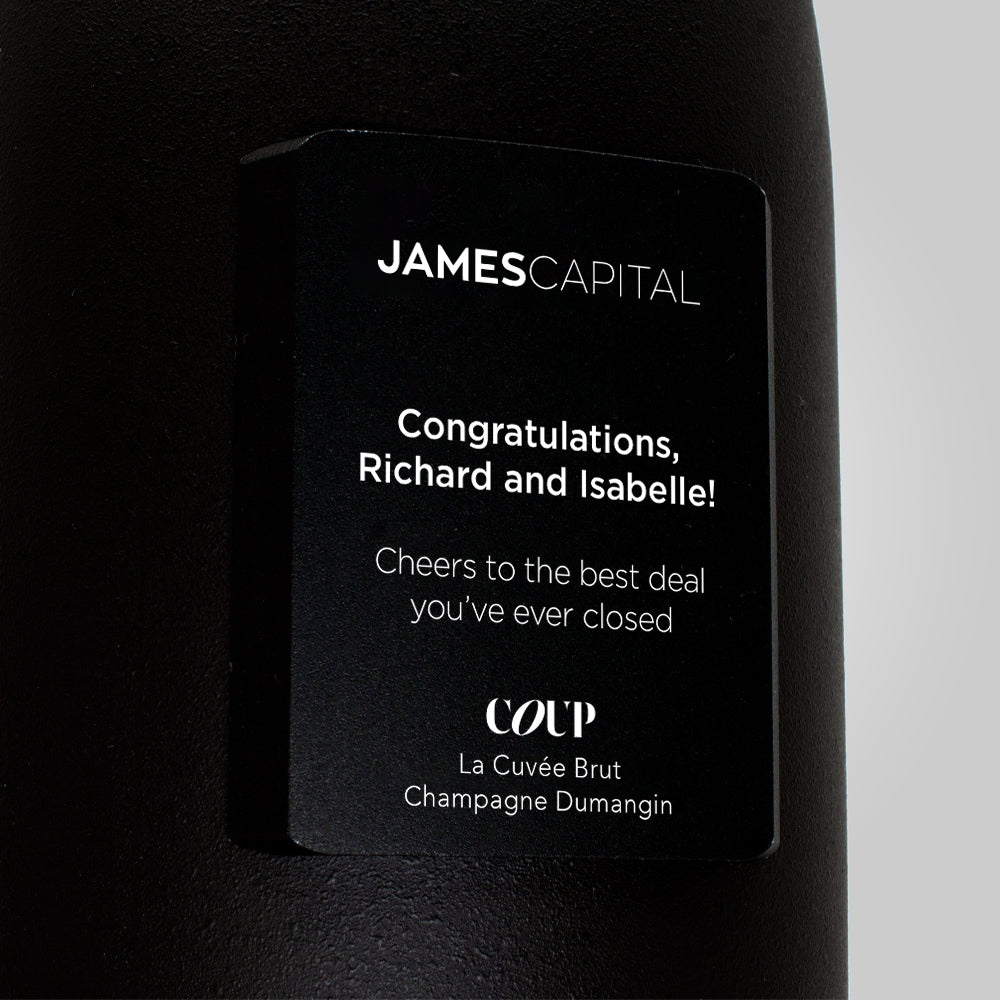 JAMESCAPITAL
Congratulations,
Richard and Isabelle!
Cheers to the best deal
you've ever closed
COUP
La Cuvée Brut
Champagne Dumangin